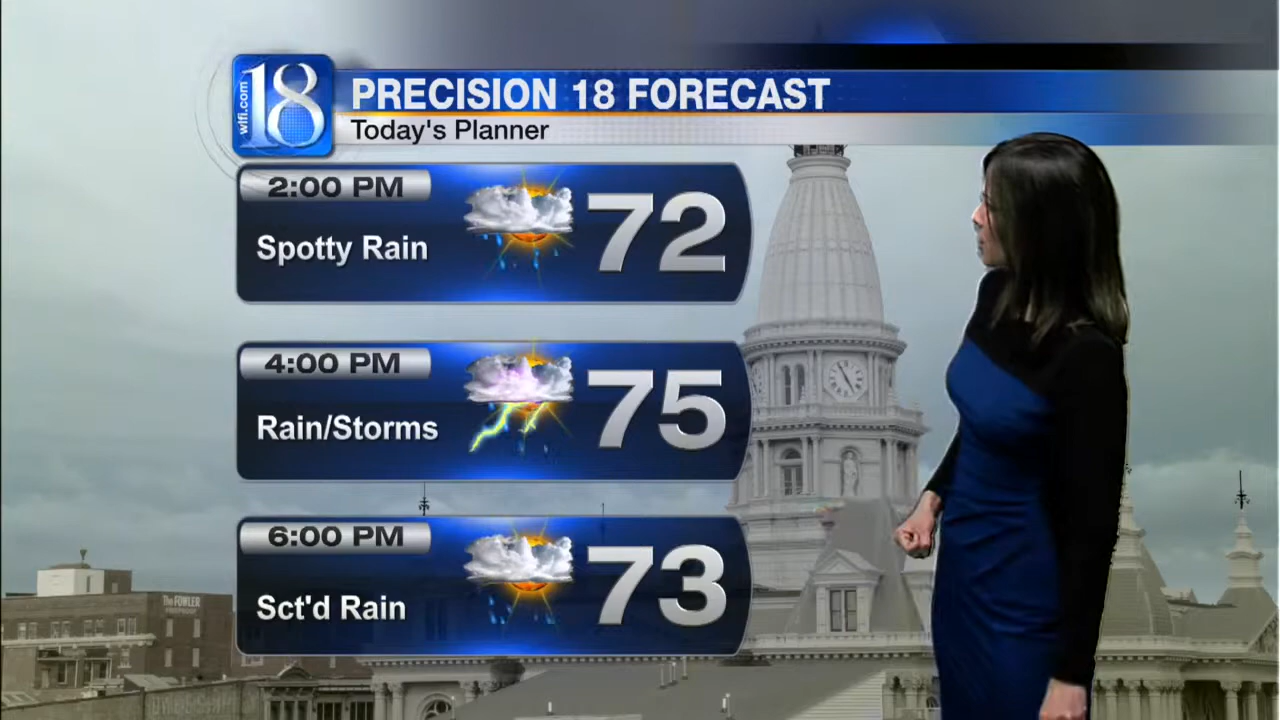 wlfi.com
18
PRECISION 18 FORECAST
Today's Planner
2:00 PM
Spotty Rain
72
4:00 PM
Rain/Storms
75
6:00 PM
Sct'd Rain
73
The FOWLER